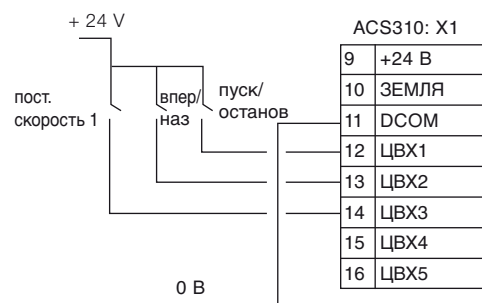 + 24 V
ACS310: X1
9 +24 В
10 ЗЕМЛЯ
11 DCOM
12 ЦВХ1
13 ЦВХ2
14 ЦВХ3
15 ЦВХ4
16 ЦВХ5
пост.
скорость 1
впер/
наз
пуск/
останов
0 В